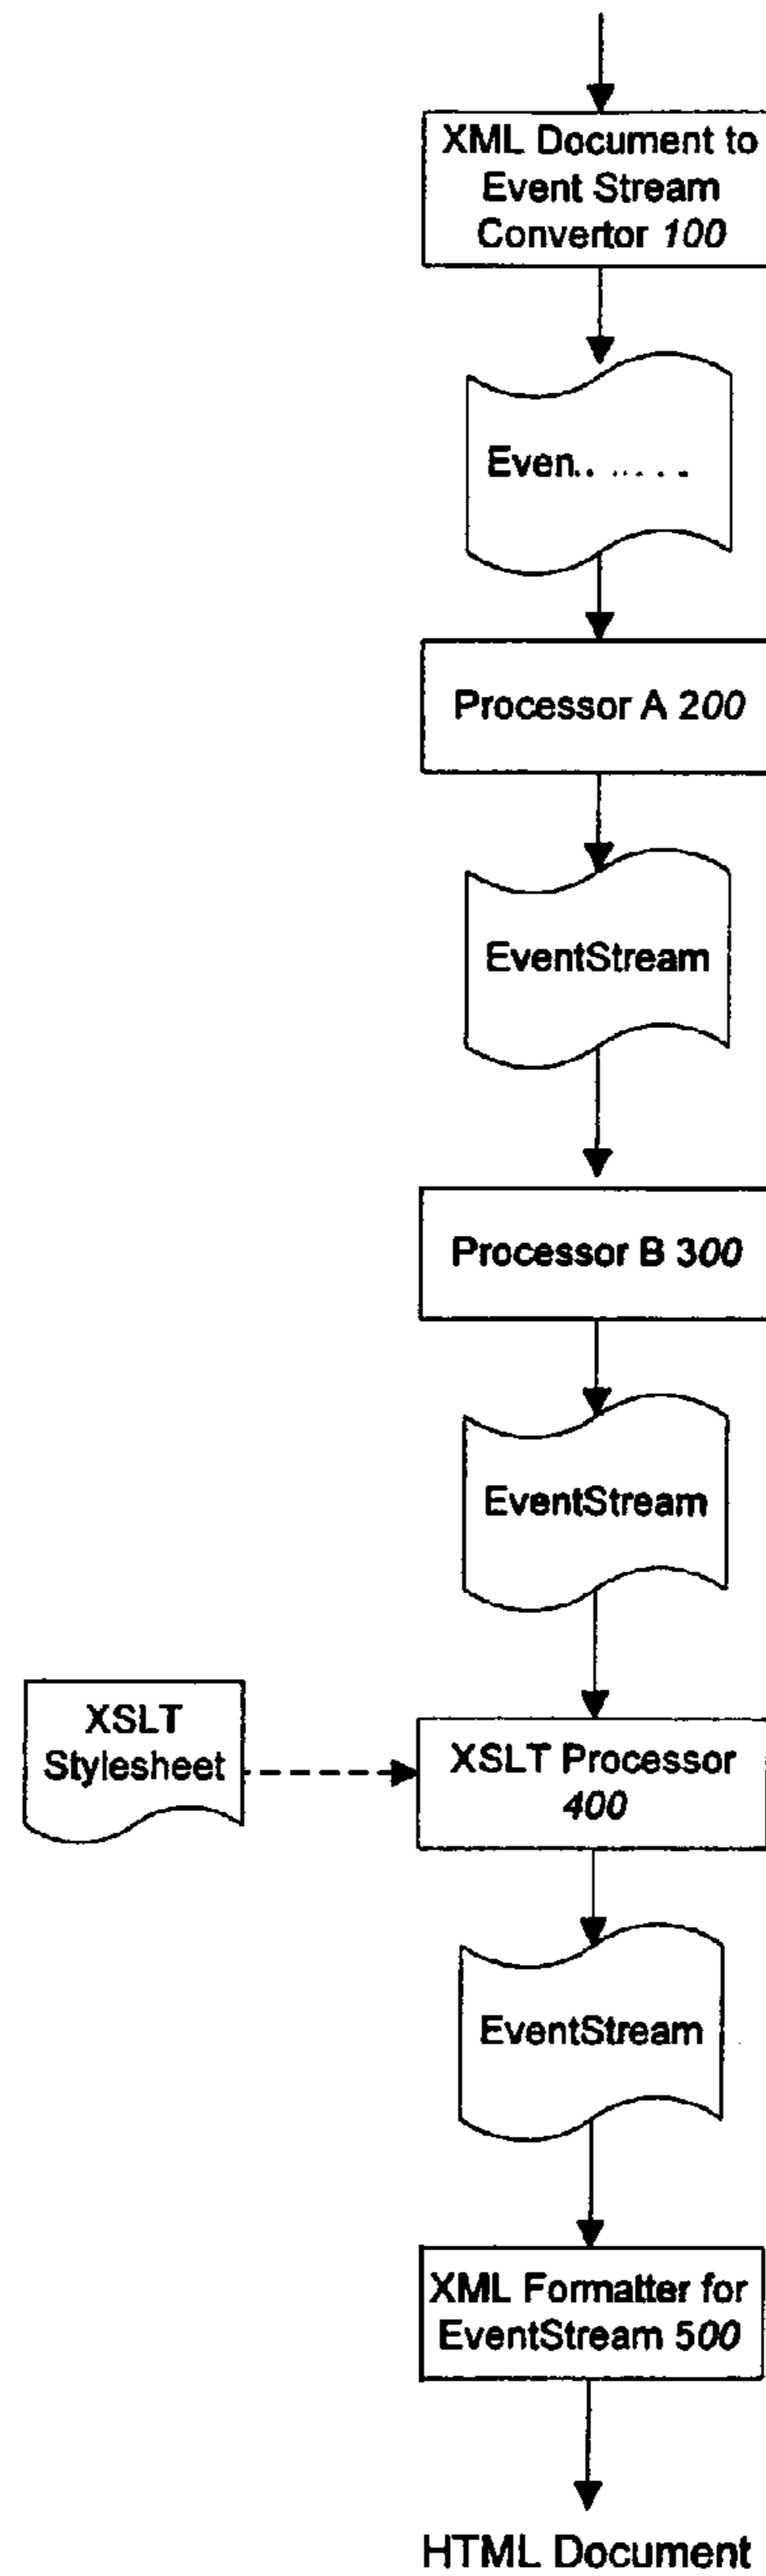 XML Document to
Event Stream
Convertor 100
Processor A 200
EventStream
Processor B 300
EventStream
XSLT
Stylesheet
XSLT Processor
400
EventStream
XML Formatter for
EventStream 500
HTML Document